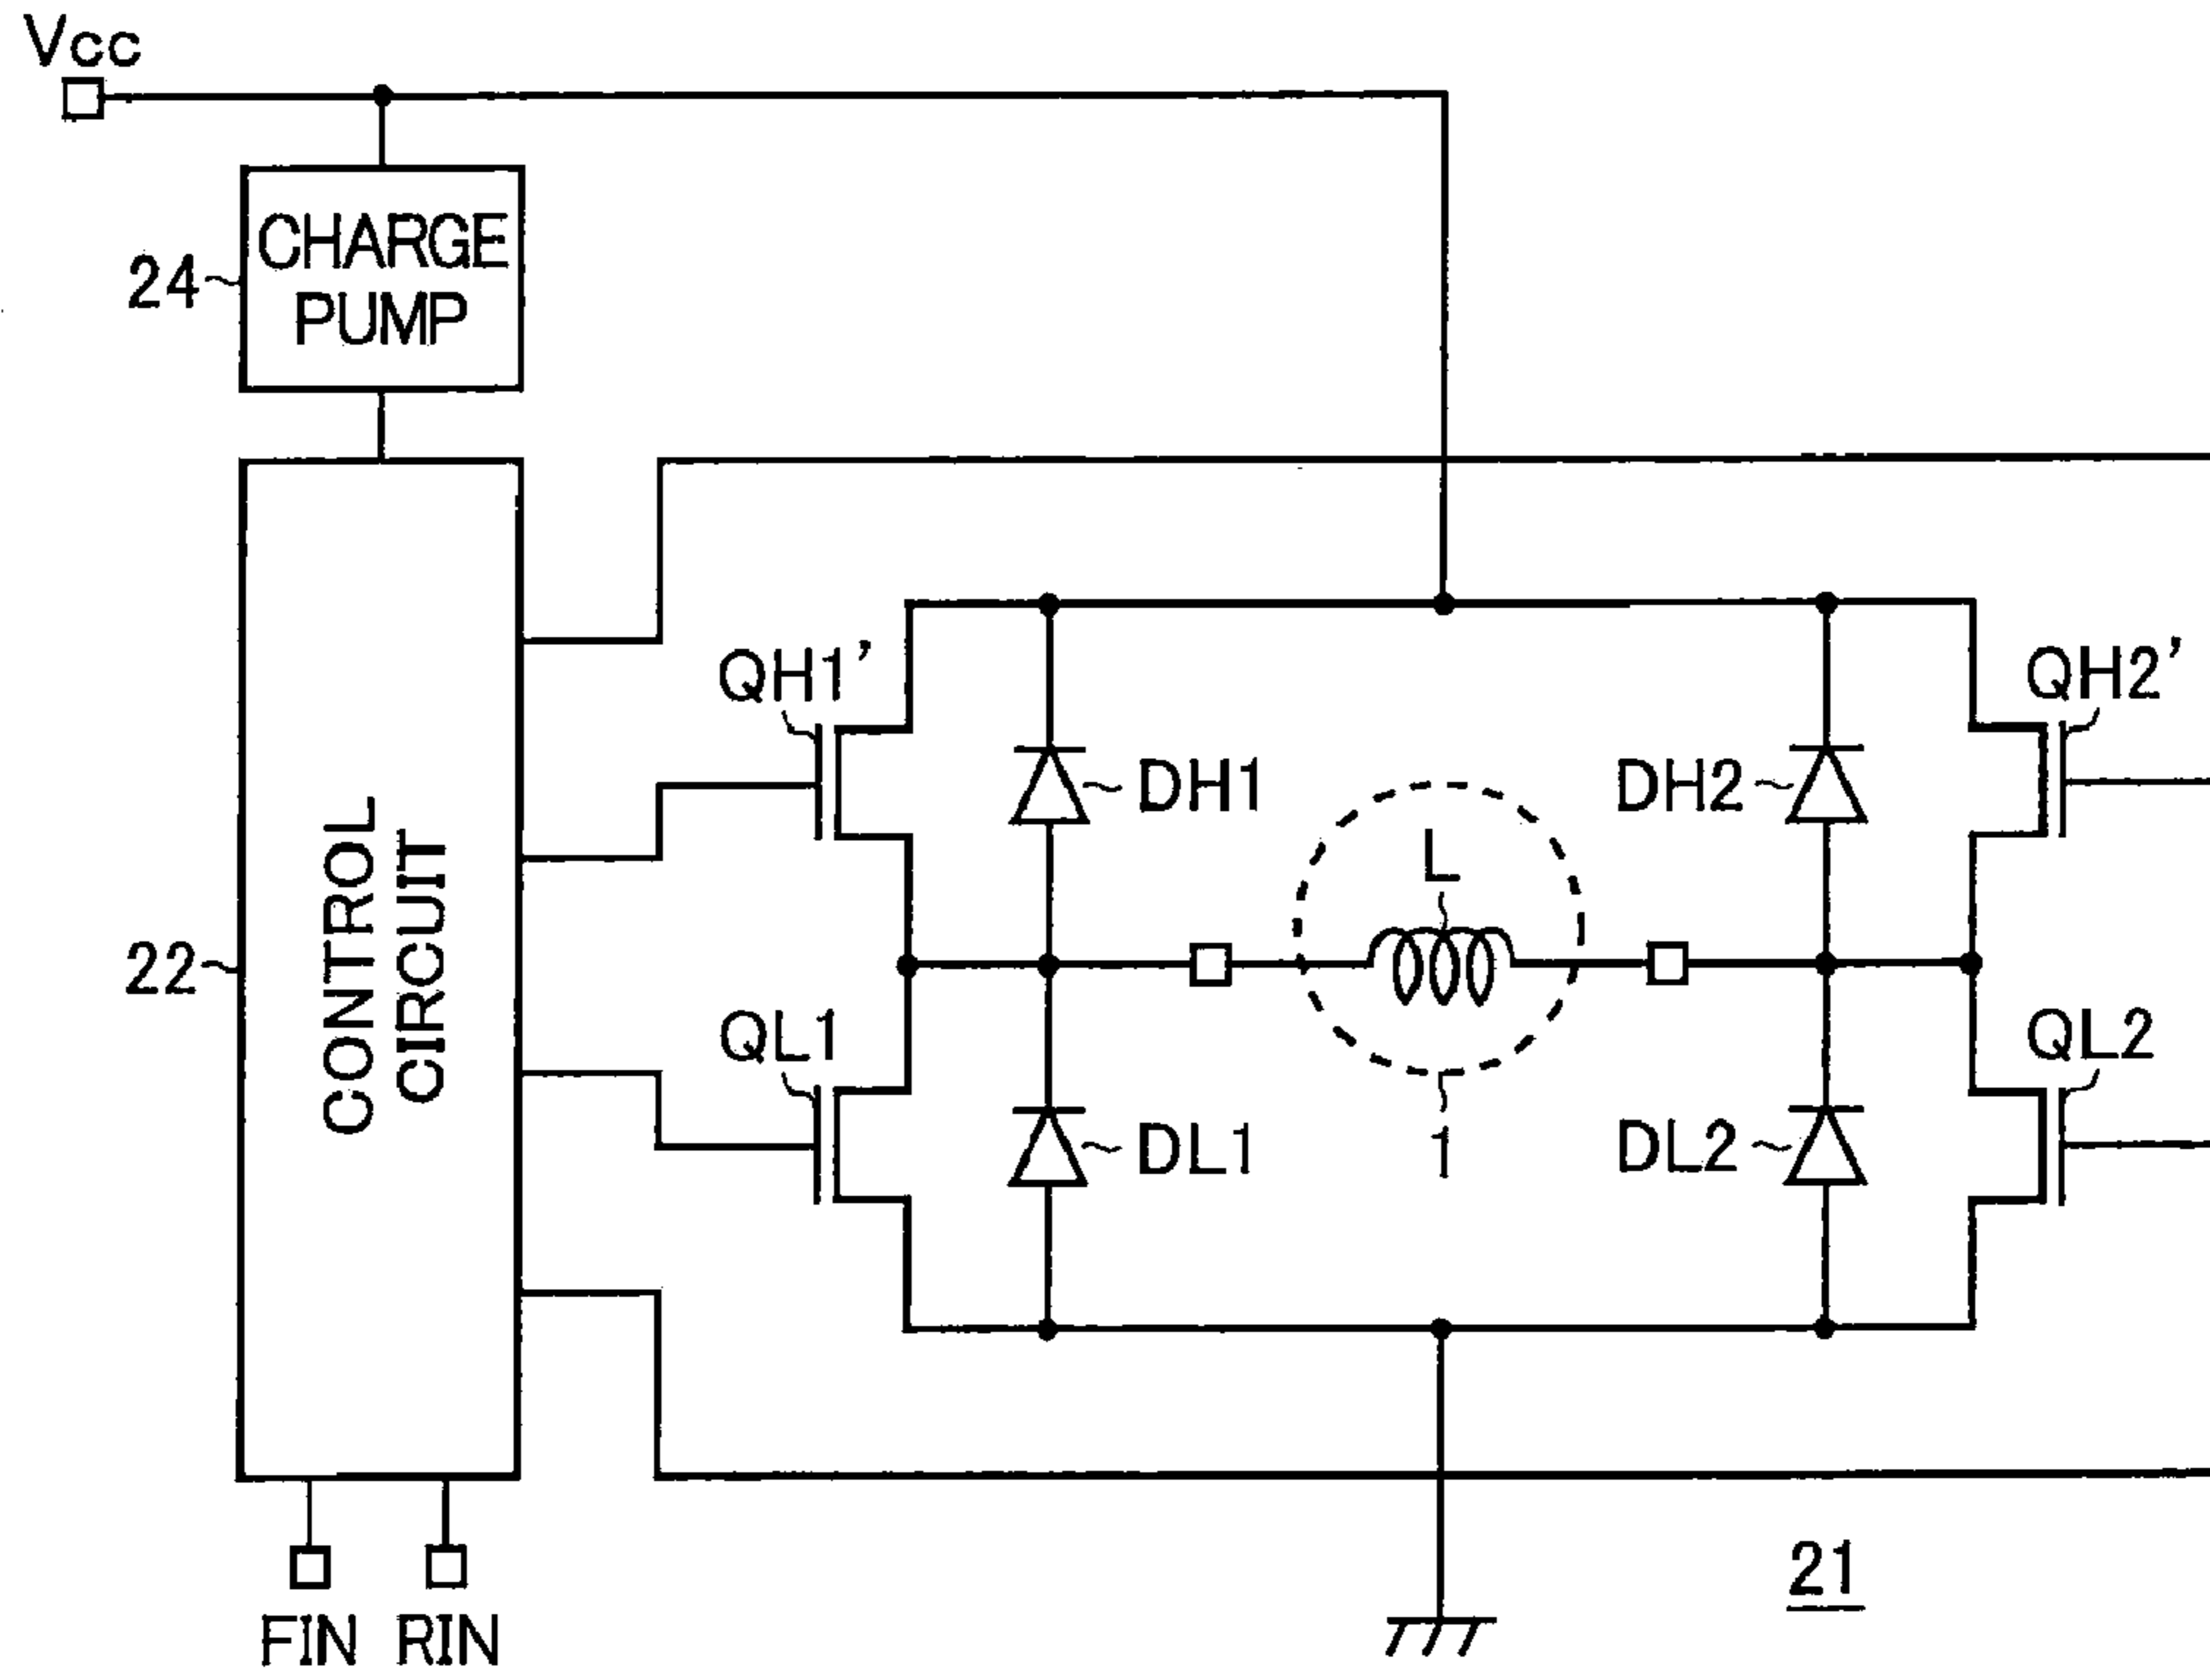 Vcc
CHARGE
PUMP
24
QH1'
QH2'
DH1
DH2
L
CONTROL
CIRCUIT
22
QL1
QL2
DL1
DL2
1
21
FIN
RIN